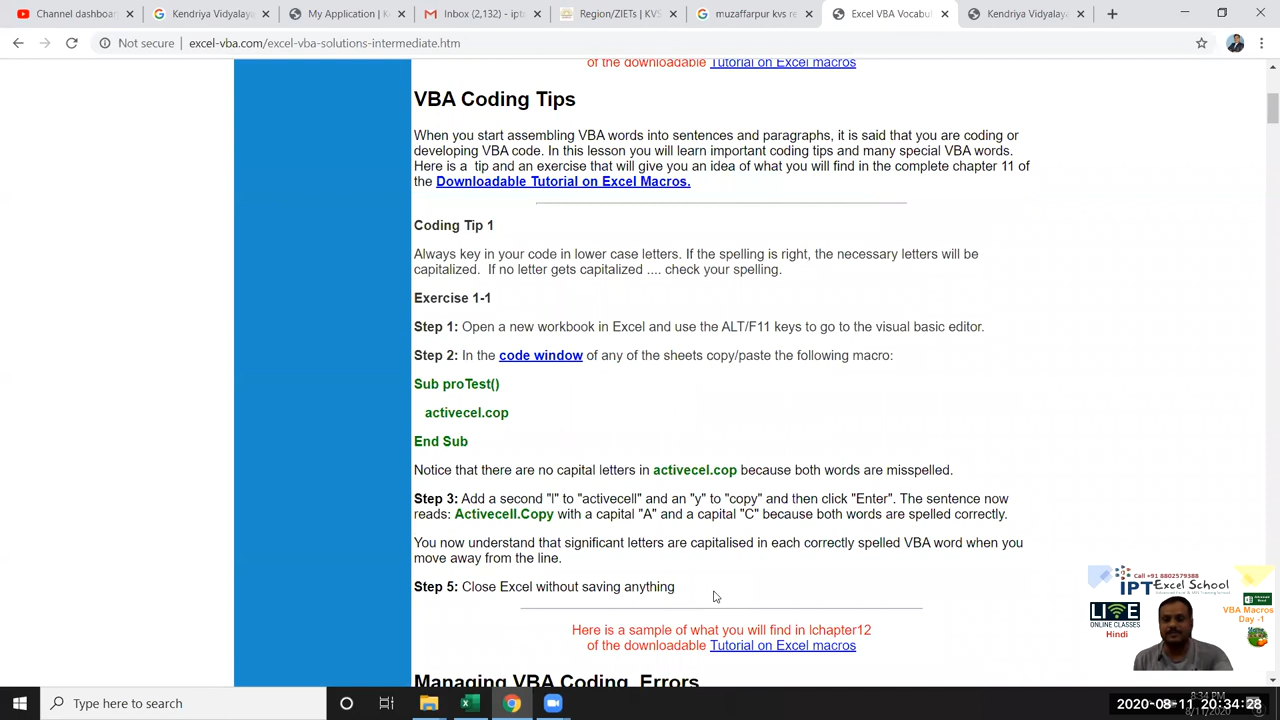 Channel dashboar
Kendriya Vidyalay
My Application | K
Inbox (2,132) - ipt
Region/ZIETs | KVS
muzaffarpur kvs re
Excel VBA Vocabul
Kendriya Vidyalay
Not secure | excel-vba.com/excel-vba-solutions-intermediate.htm
of the downloadable Tutorial on Excel macros
VBA Coding Tips
When you start assembling VBA words into sentences and paragraphs, it is said that you are coding or
developing VBA code. In this lesson you will learn important coding tips and many special VBA words.
Here is a tip and an exercise that will give you an idea of what you will find in the complete chapter 11 of
the Downloadable Tutorial on Excel Macros.
Coding Tip 1
Always key in your code in lower case letters. If the spelling is right, the necessary letters will be
capitalized. If no letter gets capitalized .... check your spelling.
Exercise 1-1
Step 1: Open a new workbook in Excel and use the ALT/F11 keys to go to the visual basic editor.
Step 2: In the code window of any of the sheets copy/paste the following macro:
Sub proTest()
activecel.cop
End Sub
Notice that there are no capital letters in activecel.cop because both words are misspelled.
Step 3: Add a second "l" to "activecell" and an "y" to "copy" and then click "Enter". The sentence now
reads: Activecell.Copy with a capital "A" and a capital "C" because both words are spelled correctly.
You now understand that significant letters are capitalised in each correctly spelled VBA word when you
move away from the line.
Step 5: Close Excel without saving anything
Here is a sample of what you will find in lchapter12
of the downloadable Tutorial on Excel macros
Managing VBA Coding Errors
Call +91 8802579388
IPT Excel School
LIVE
ONLINE CLASSES
Hindi
VBA Macros
Day -1
Type here to search
8:34 PM
8/11/2020
2020-08-11 20:34:28